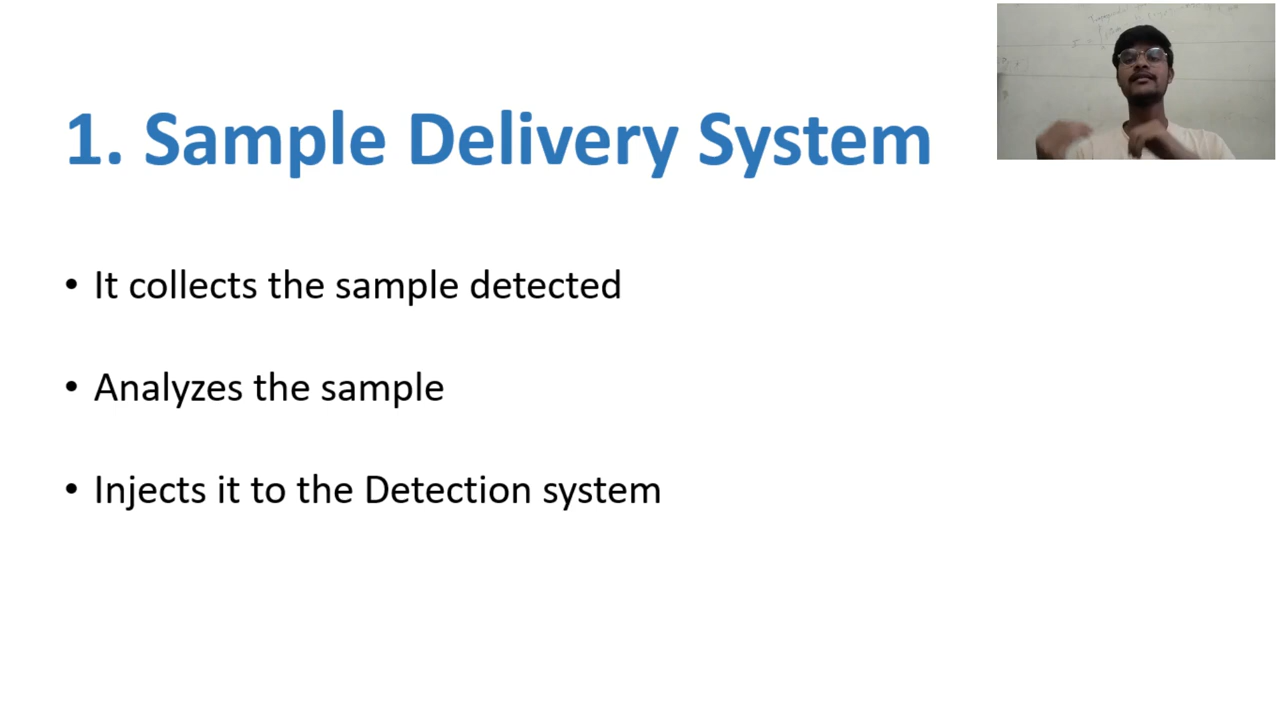 1. Sample Delivery System
• It collects the sample detected
• Analyzes the sample
• Injects it to the Detection system